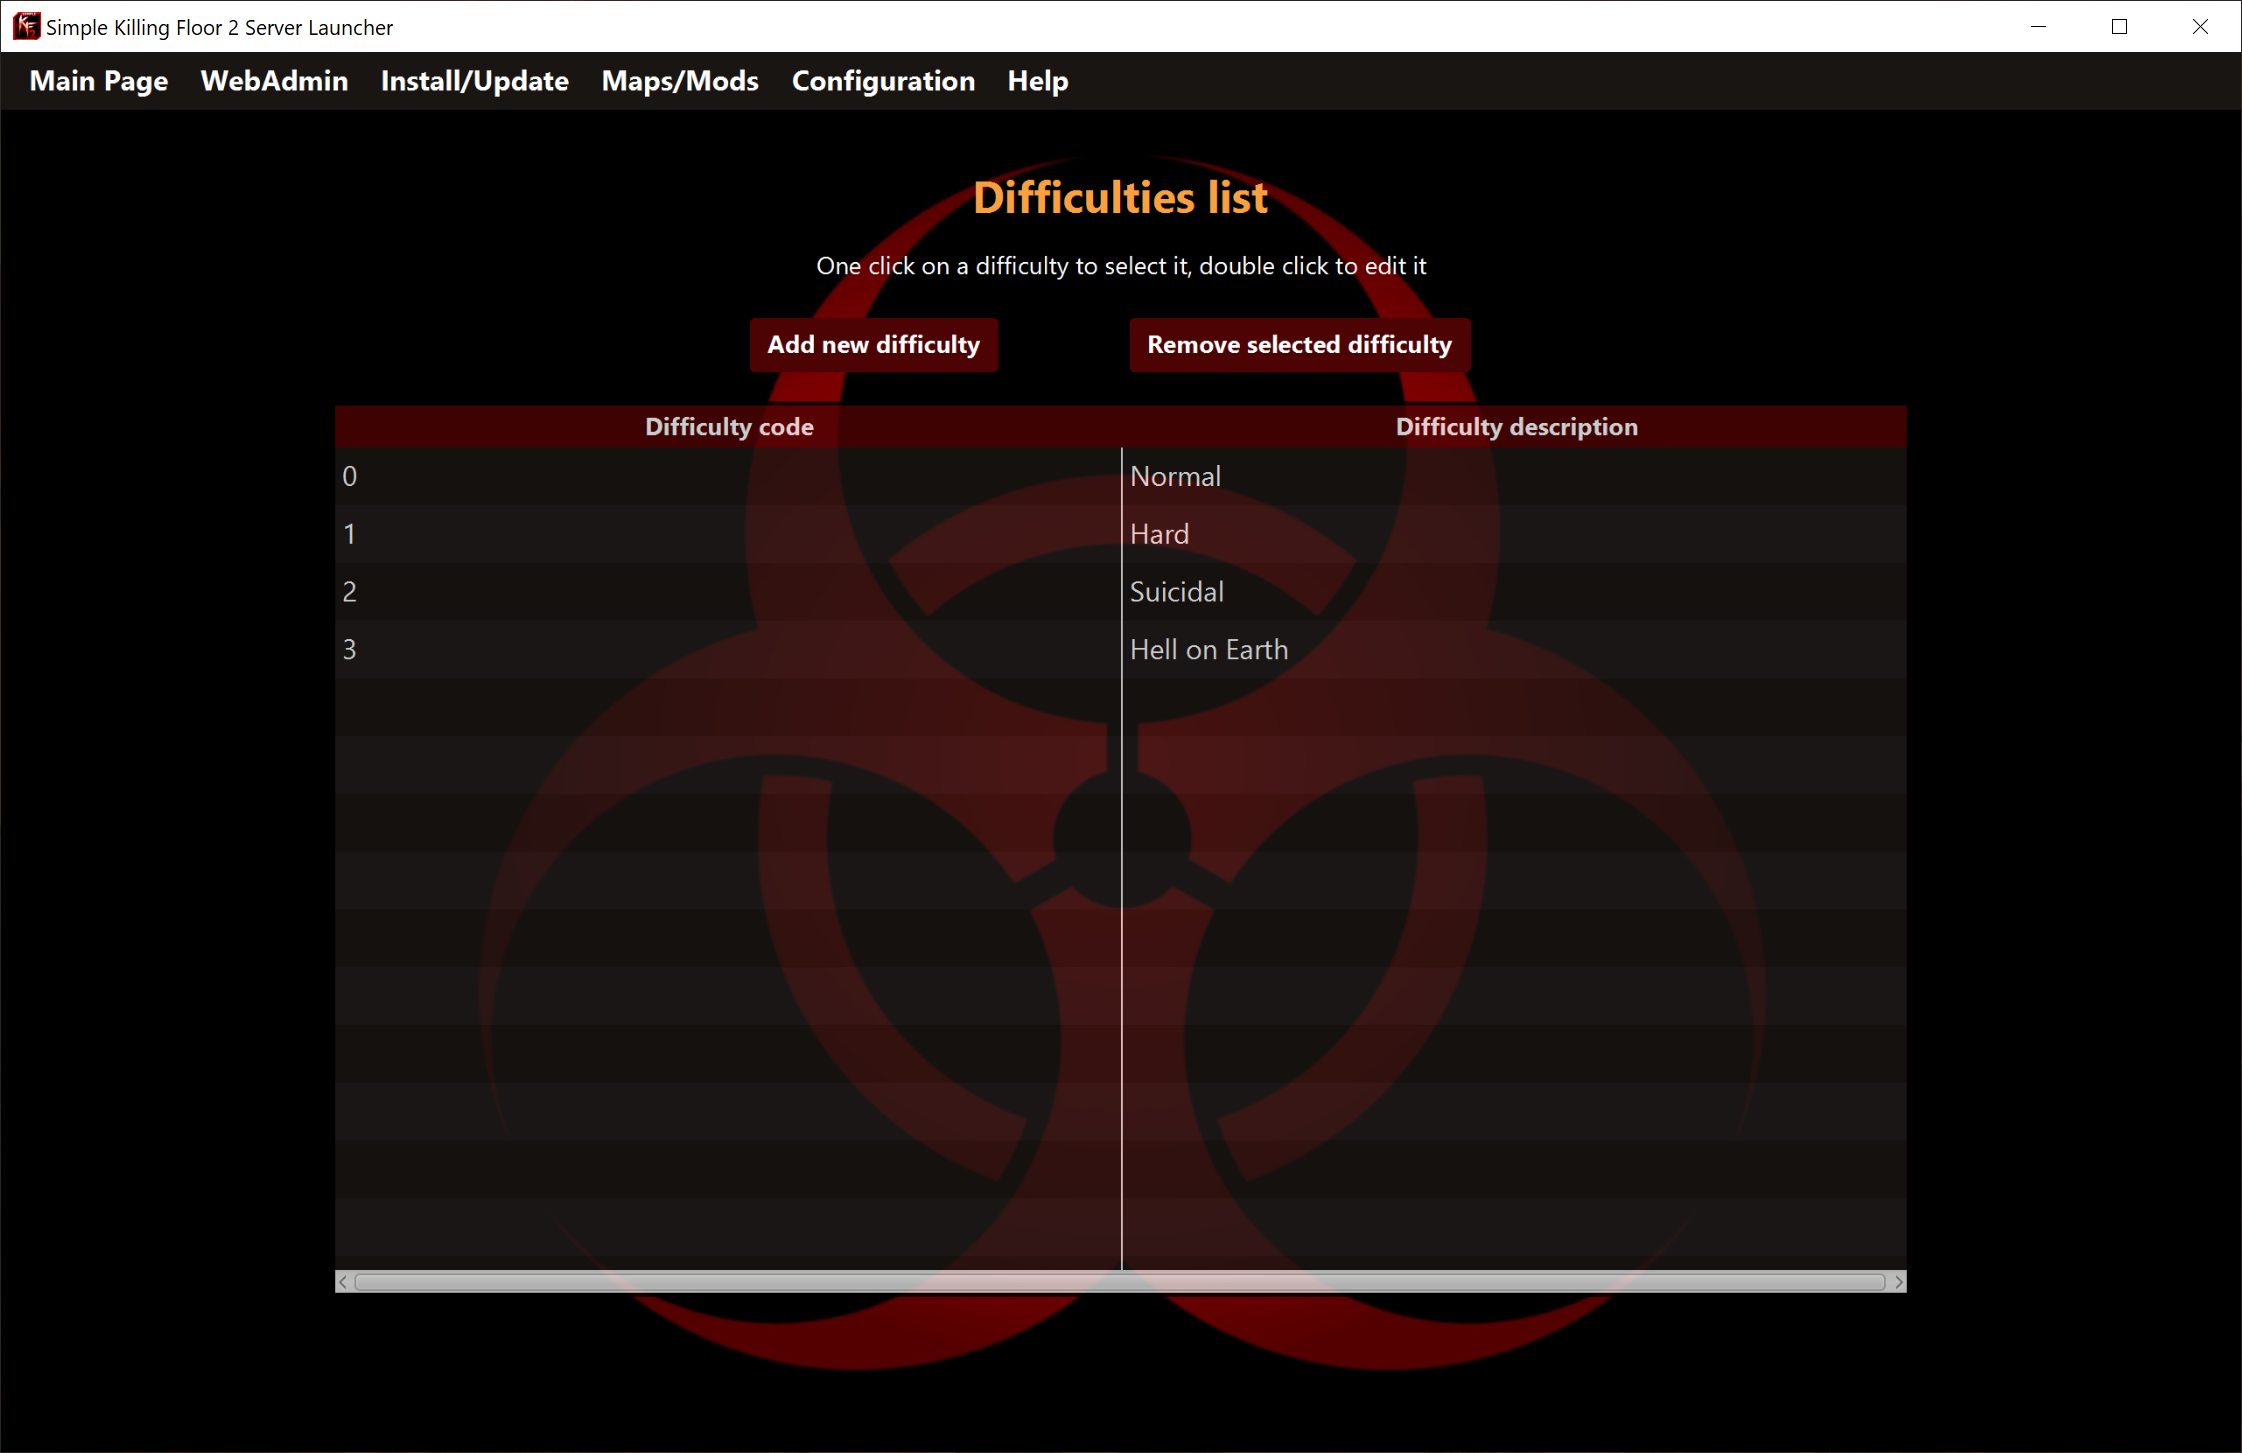 Simple Killing Floor 2 Server Launcher
Main Page WebAdmin Install/Update Maps/Mods Configuration Help
Difficulties list
One click on a difficulty to select it, double click to edit it
Add new difficulty Remove selected difficulty
Difficulty code Difficulty description
0 Normal
1 Hard
2 Suicidal
3 Hell on Earth